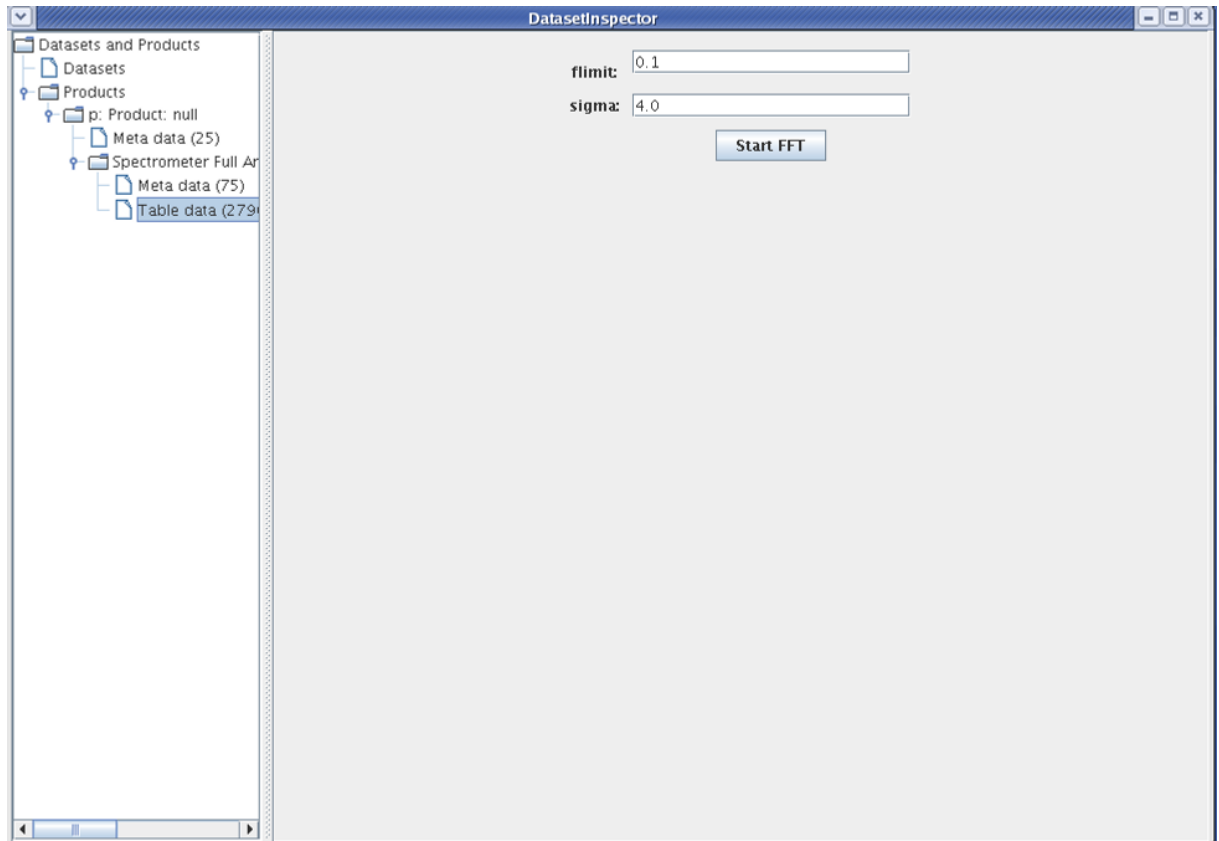 DatasetInspector
Datasets and Products
Datasets
Products
p: Product: null
Meta data (25)
Spectrometer Full Ar
Meta data (75)
Table data (279
flimit: 0.1
sigma: 4.0
Start FFT